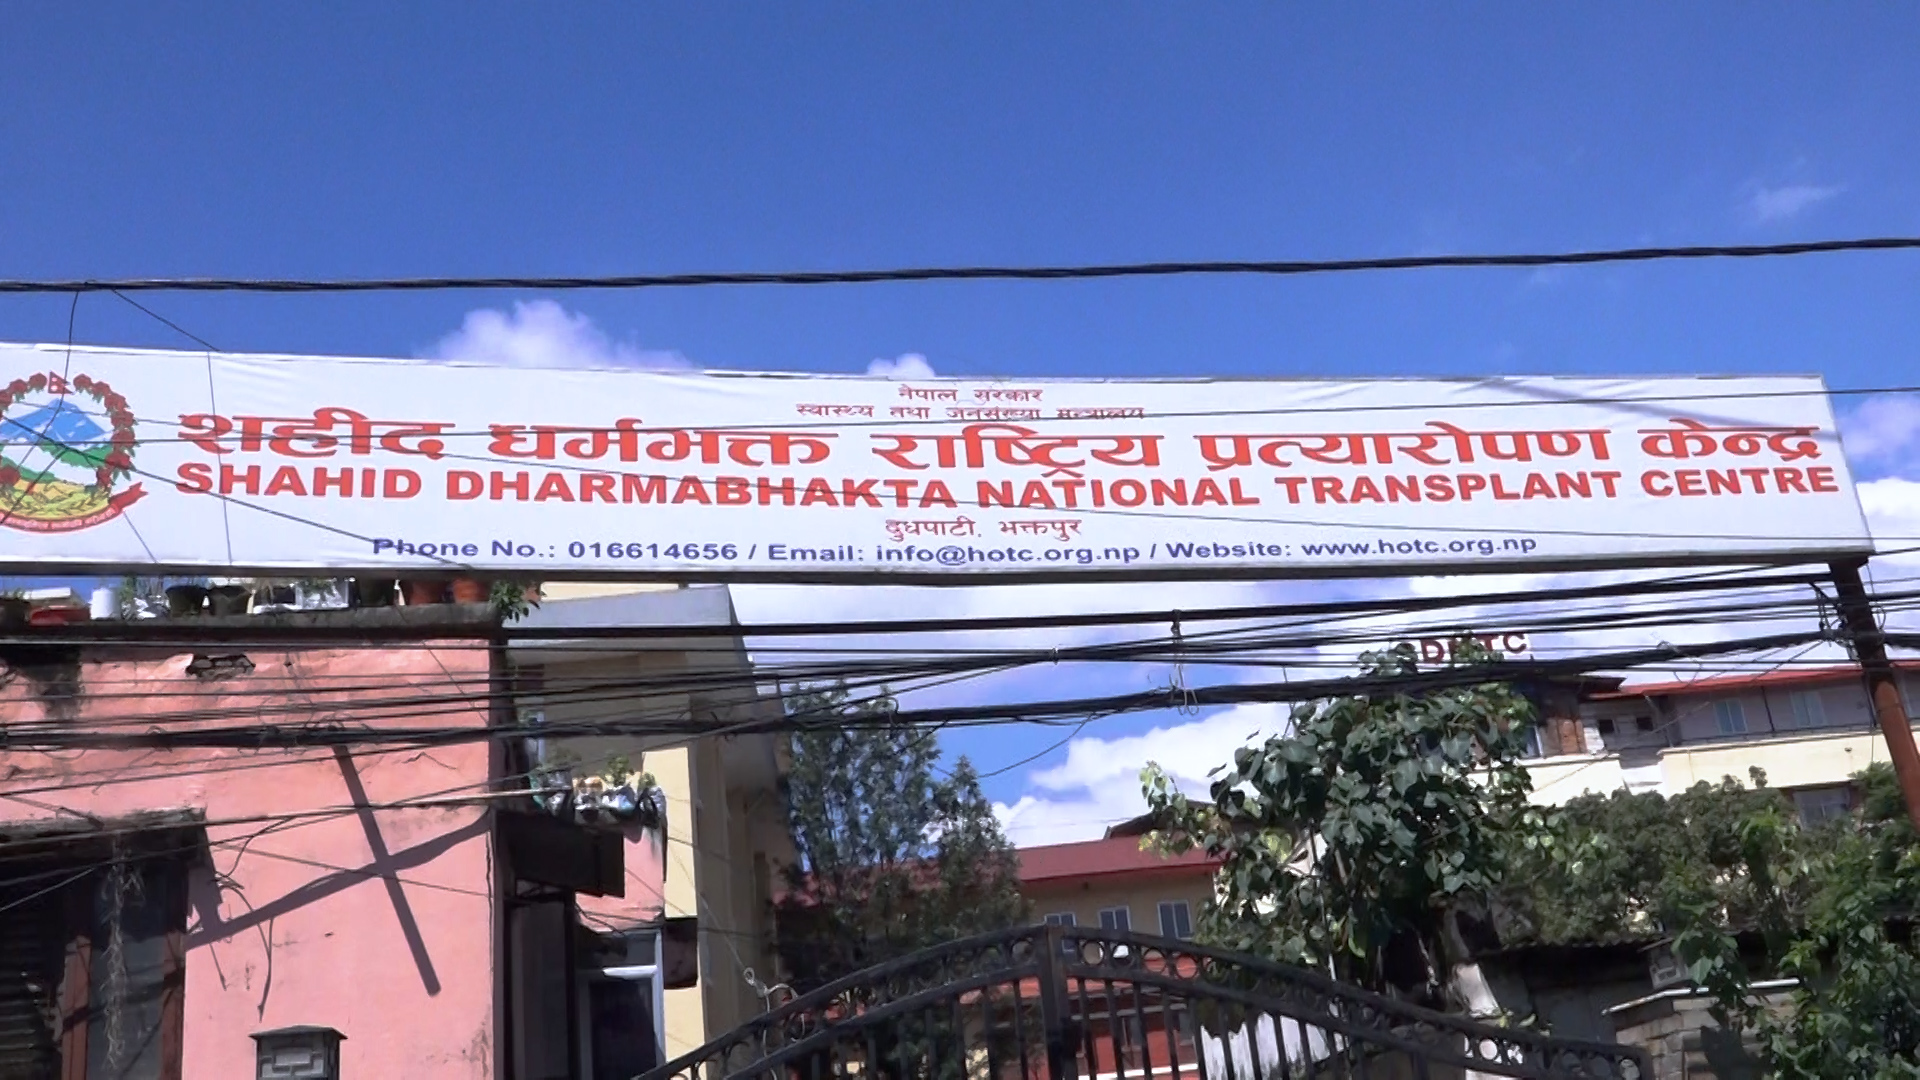 नेपाल सरकार
स्वास्थ्य तथा जनसंख्या मन्त्रालय
शहीद धर्मभक्त राष्ट्रिय प्रत्यारोपण केन्द्र
SHAHID DHARMABHAKTA NATIONAL TRANSPLANT CENTRE
दुधपाटी, भक्तपुर
Phone No.: 016614656 / Email: info@hotc.org.np / Website: www.hotc.org.np